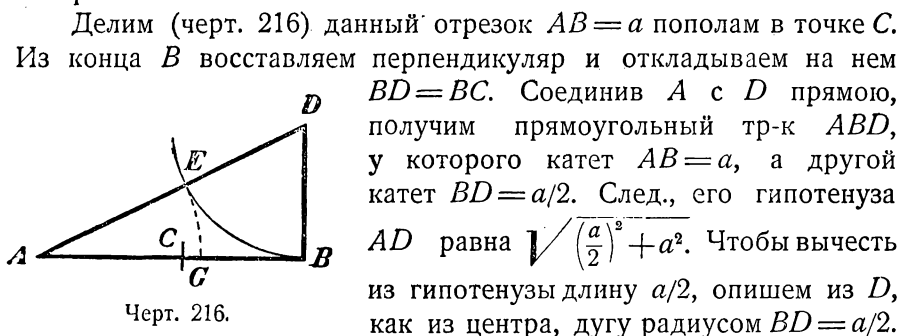 Делим (черт. 216) данный отрезок AB = a пополам в точке C.
Из конца B восставляем перпендикуляр и откладываем на нем
BD = BC. Соединив A с D прямою,
получим прямоугольный тр-к ABD,
у которого катет AB = a, а другой
катет BD = a/2. След., его гипотенуза
AD равна √((a/2)² + a²). Чтобы вычесть
из гипотенузы длину a/2, опишем из D,
как из центра, дугу радиусом BD = a/2.
D
E
C
A
B
G
Черт. 216.